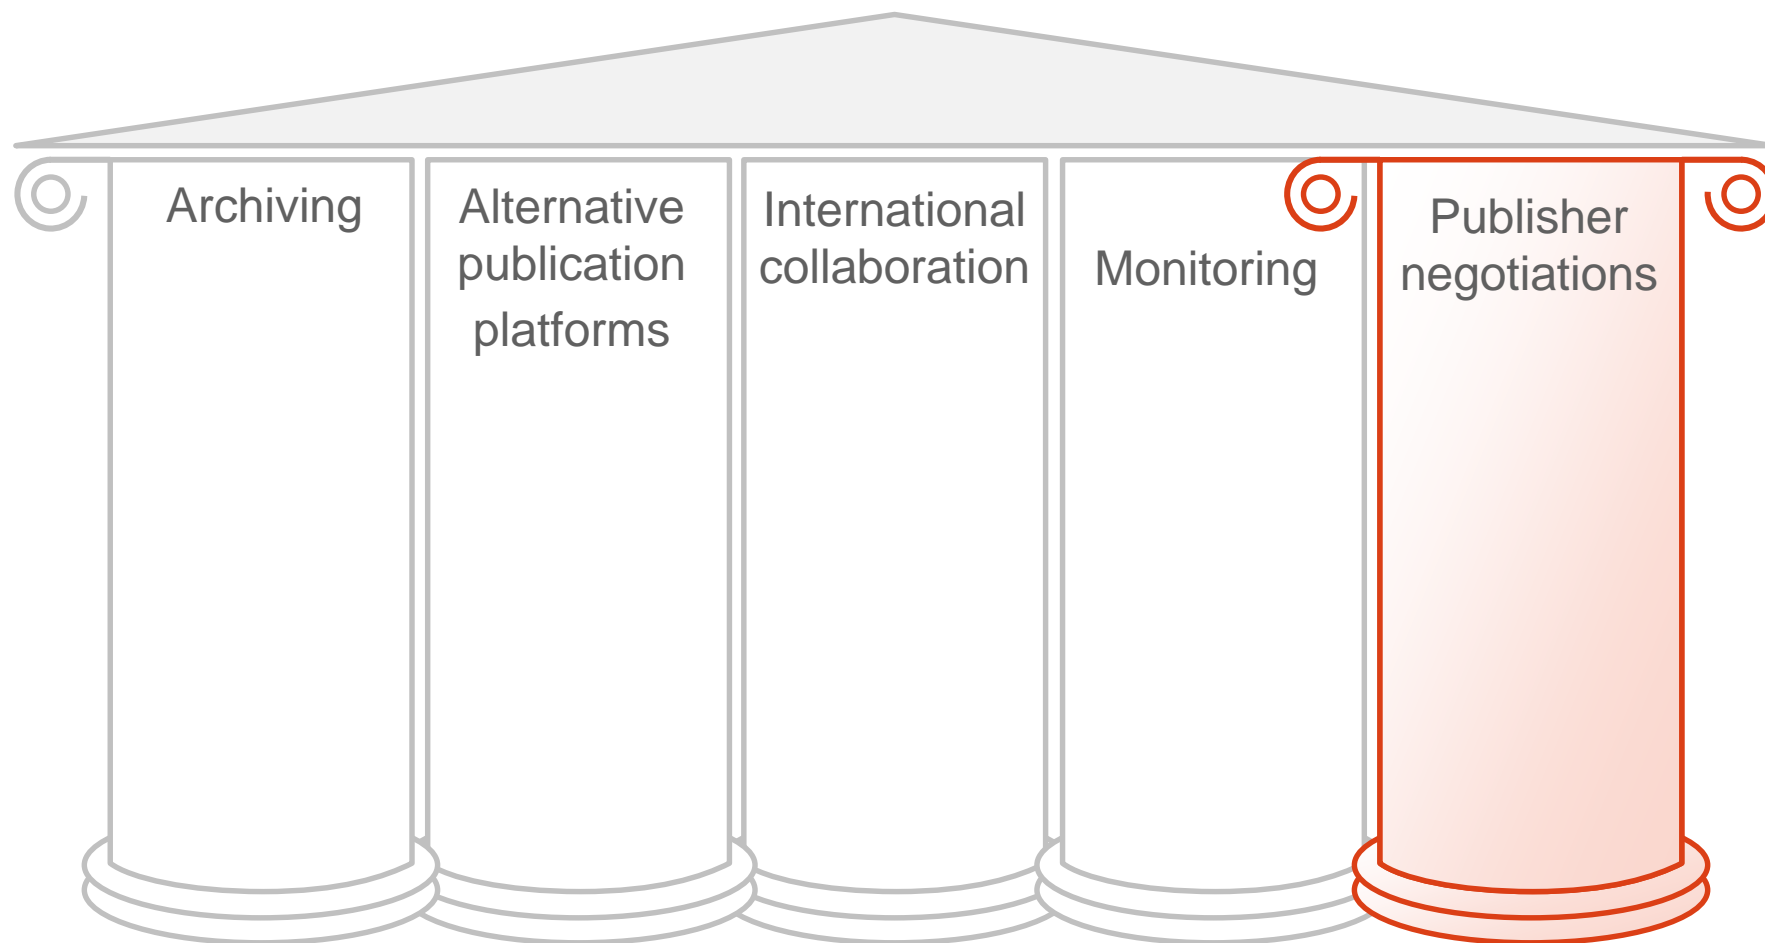 Archiving
Alternative
publication
platforms
International
collaboration
Monitoring
Publisher
negotiations